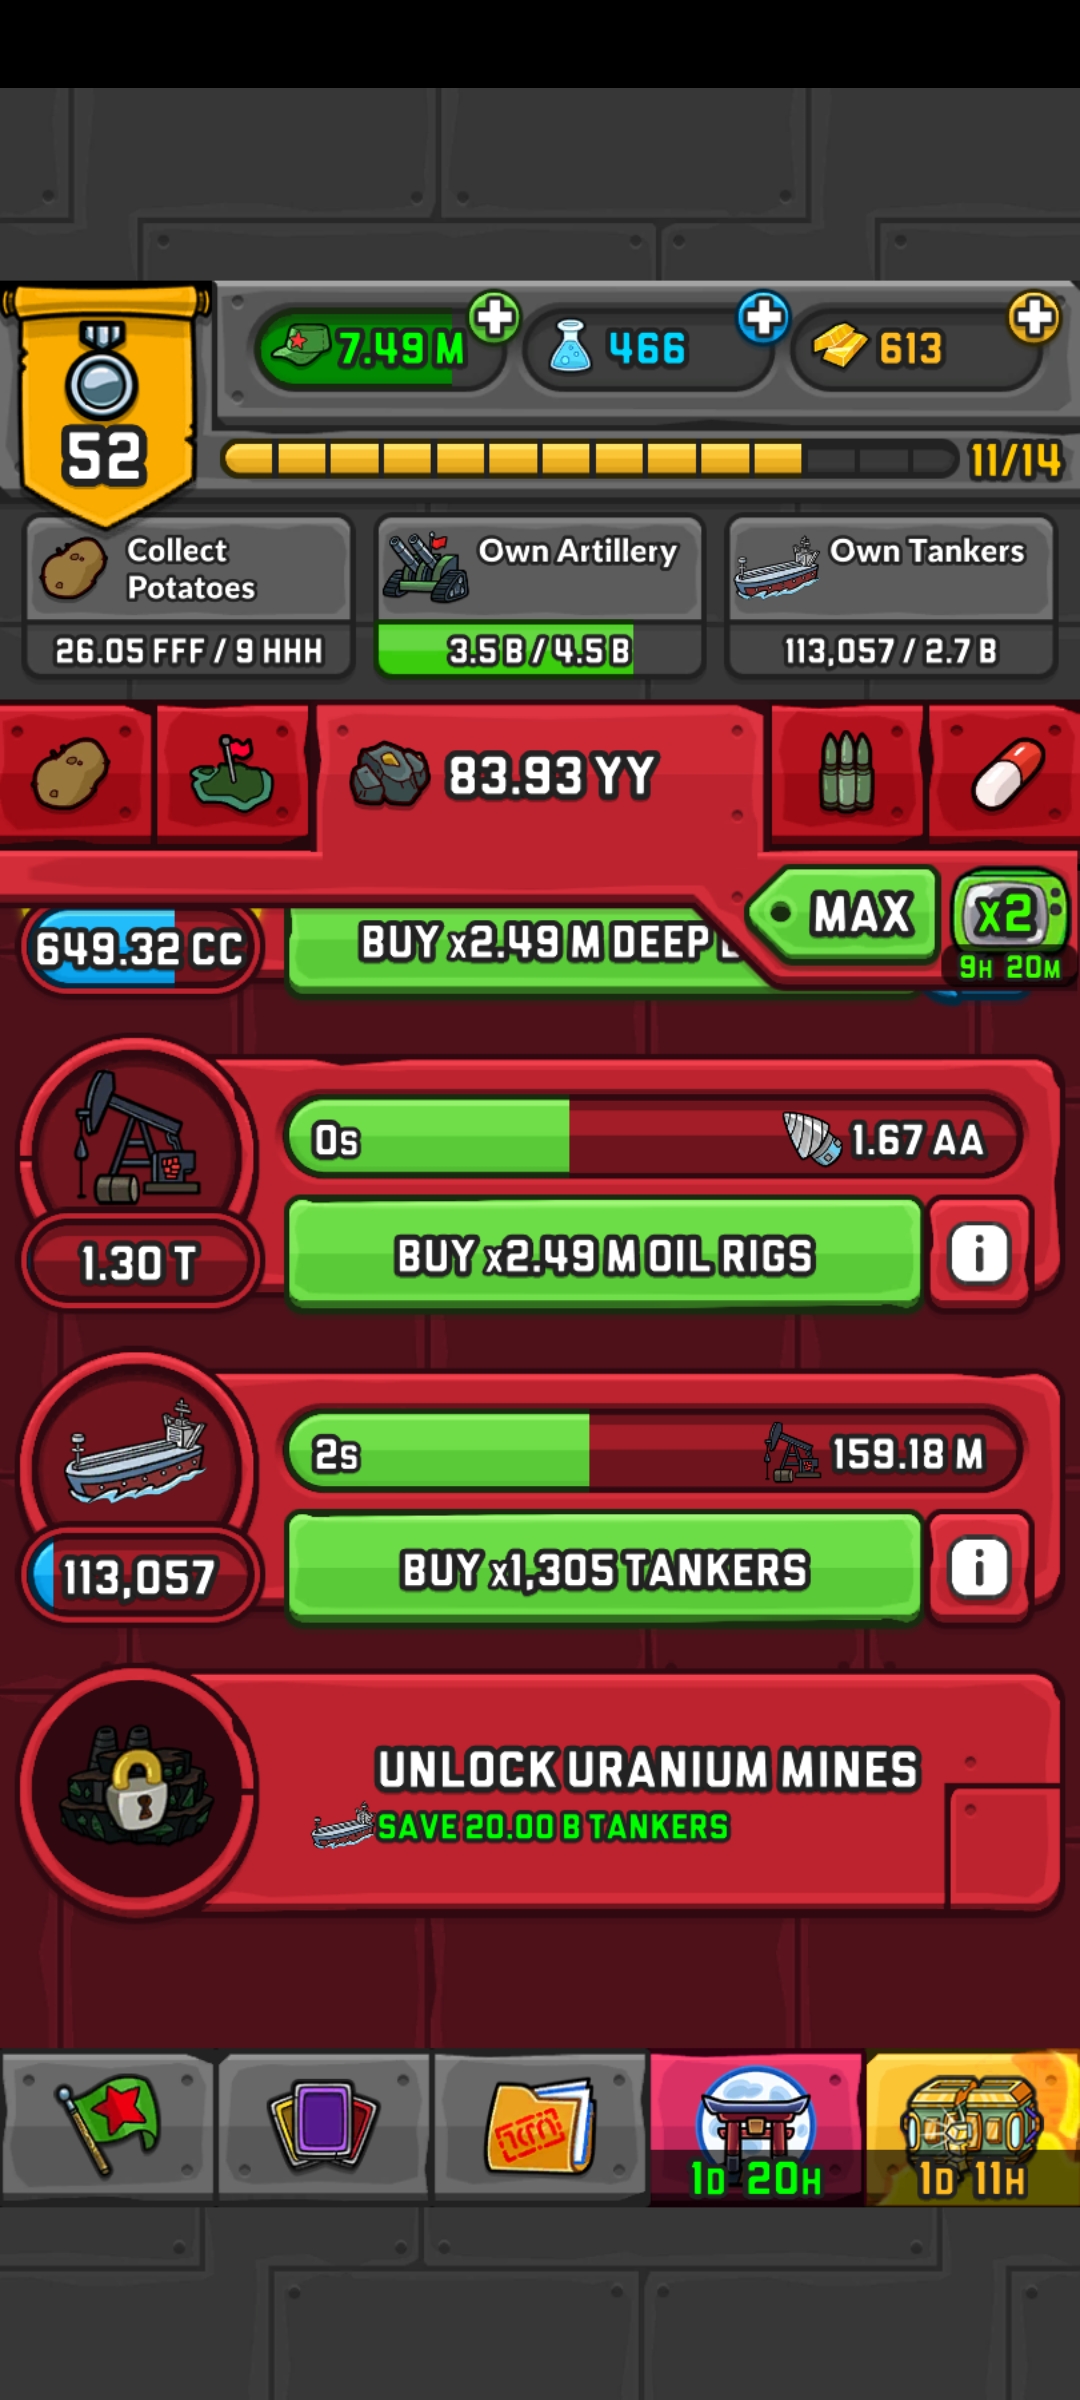 7.49 M
466
613
52
11/14
Collect
Potatoes
Own Artillery
Own Tankers
26.05 FFF / 9 HHH
3.5 B / 4.5 B
113,057 / 2.7 B
83.93 YY
MAX
x2
9H 20M
649.32 CC
BUY x2.49 M DEEP
0s
1.67 AA
1.30 T
BUY x2.49 M OIL RIGS
i
2s
159.18 M
113,057
BUY x1,305 TANKERS
i
UNLOCK URANIUM MINES
SAVE 20.00 B TANKERS
1D 20H
1D 11H